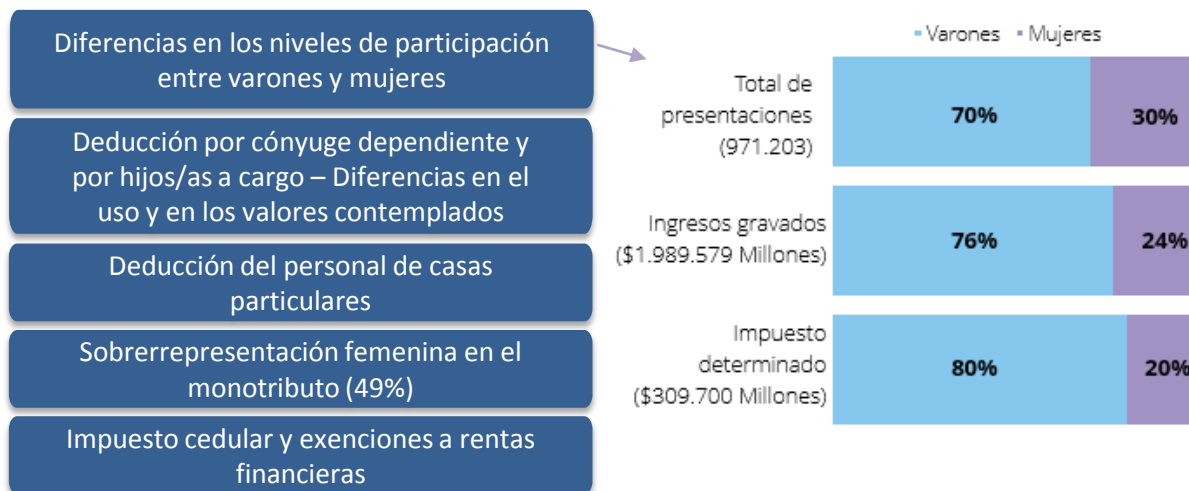 Diferencias en los niveles de participación
entre varones y mujeres
Deducción por cónyuge dependiente y
por hijos/as a cargo – Diferencias en el
uso y en los valores contemplados
Deducción del personal de casas
particulares
Sobrerrepresentación femenina en el
monotributo (49%)
Impuesto cedular y exenciones a rentas
financieras
Varones Mujeres
Total de
presentaciones
(971.203)
70% 30%
Ingresos gravados
($1.989.579 Millones)
76% 24%
Impuesto
determinado
($309.700 Millones)
80% 20%